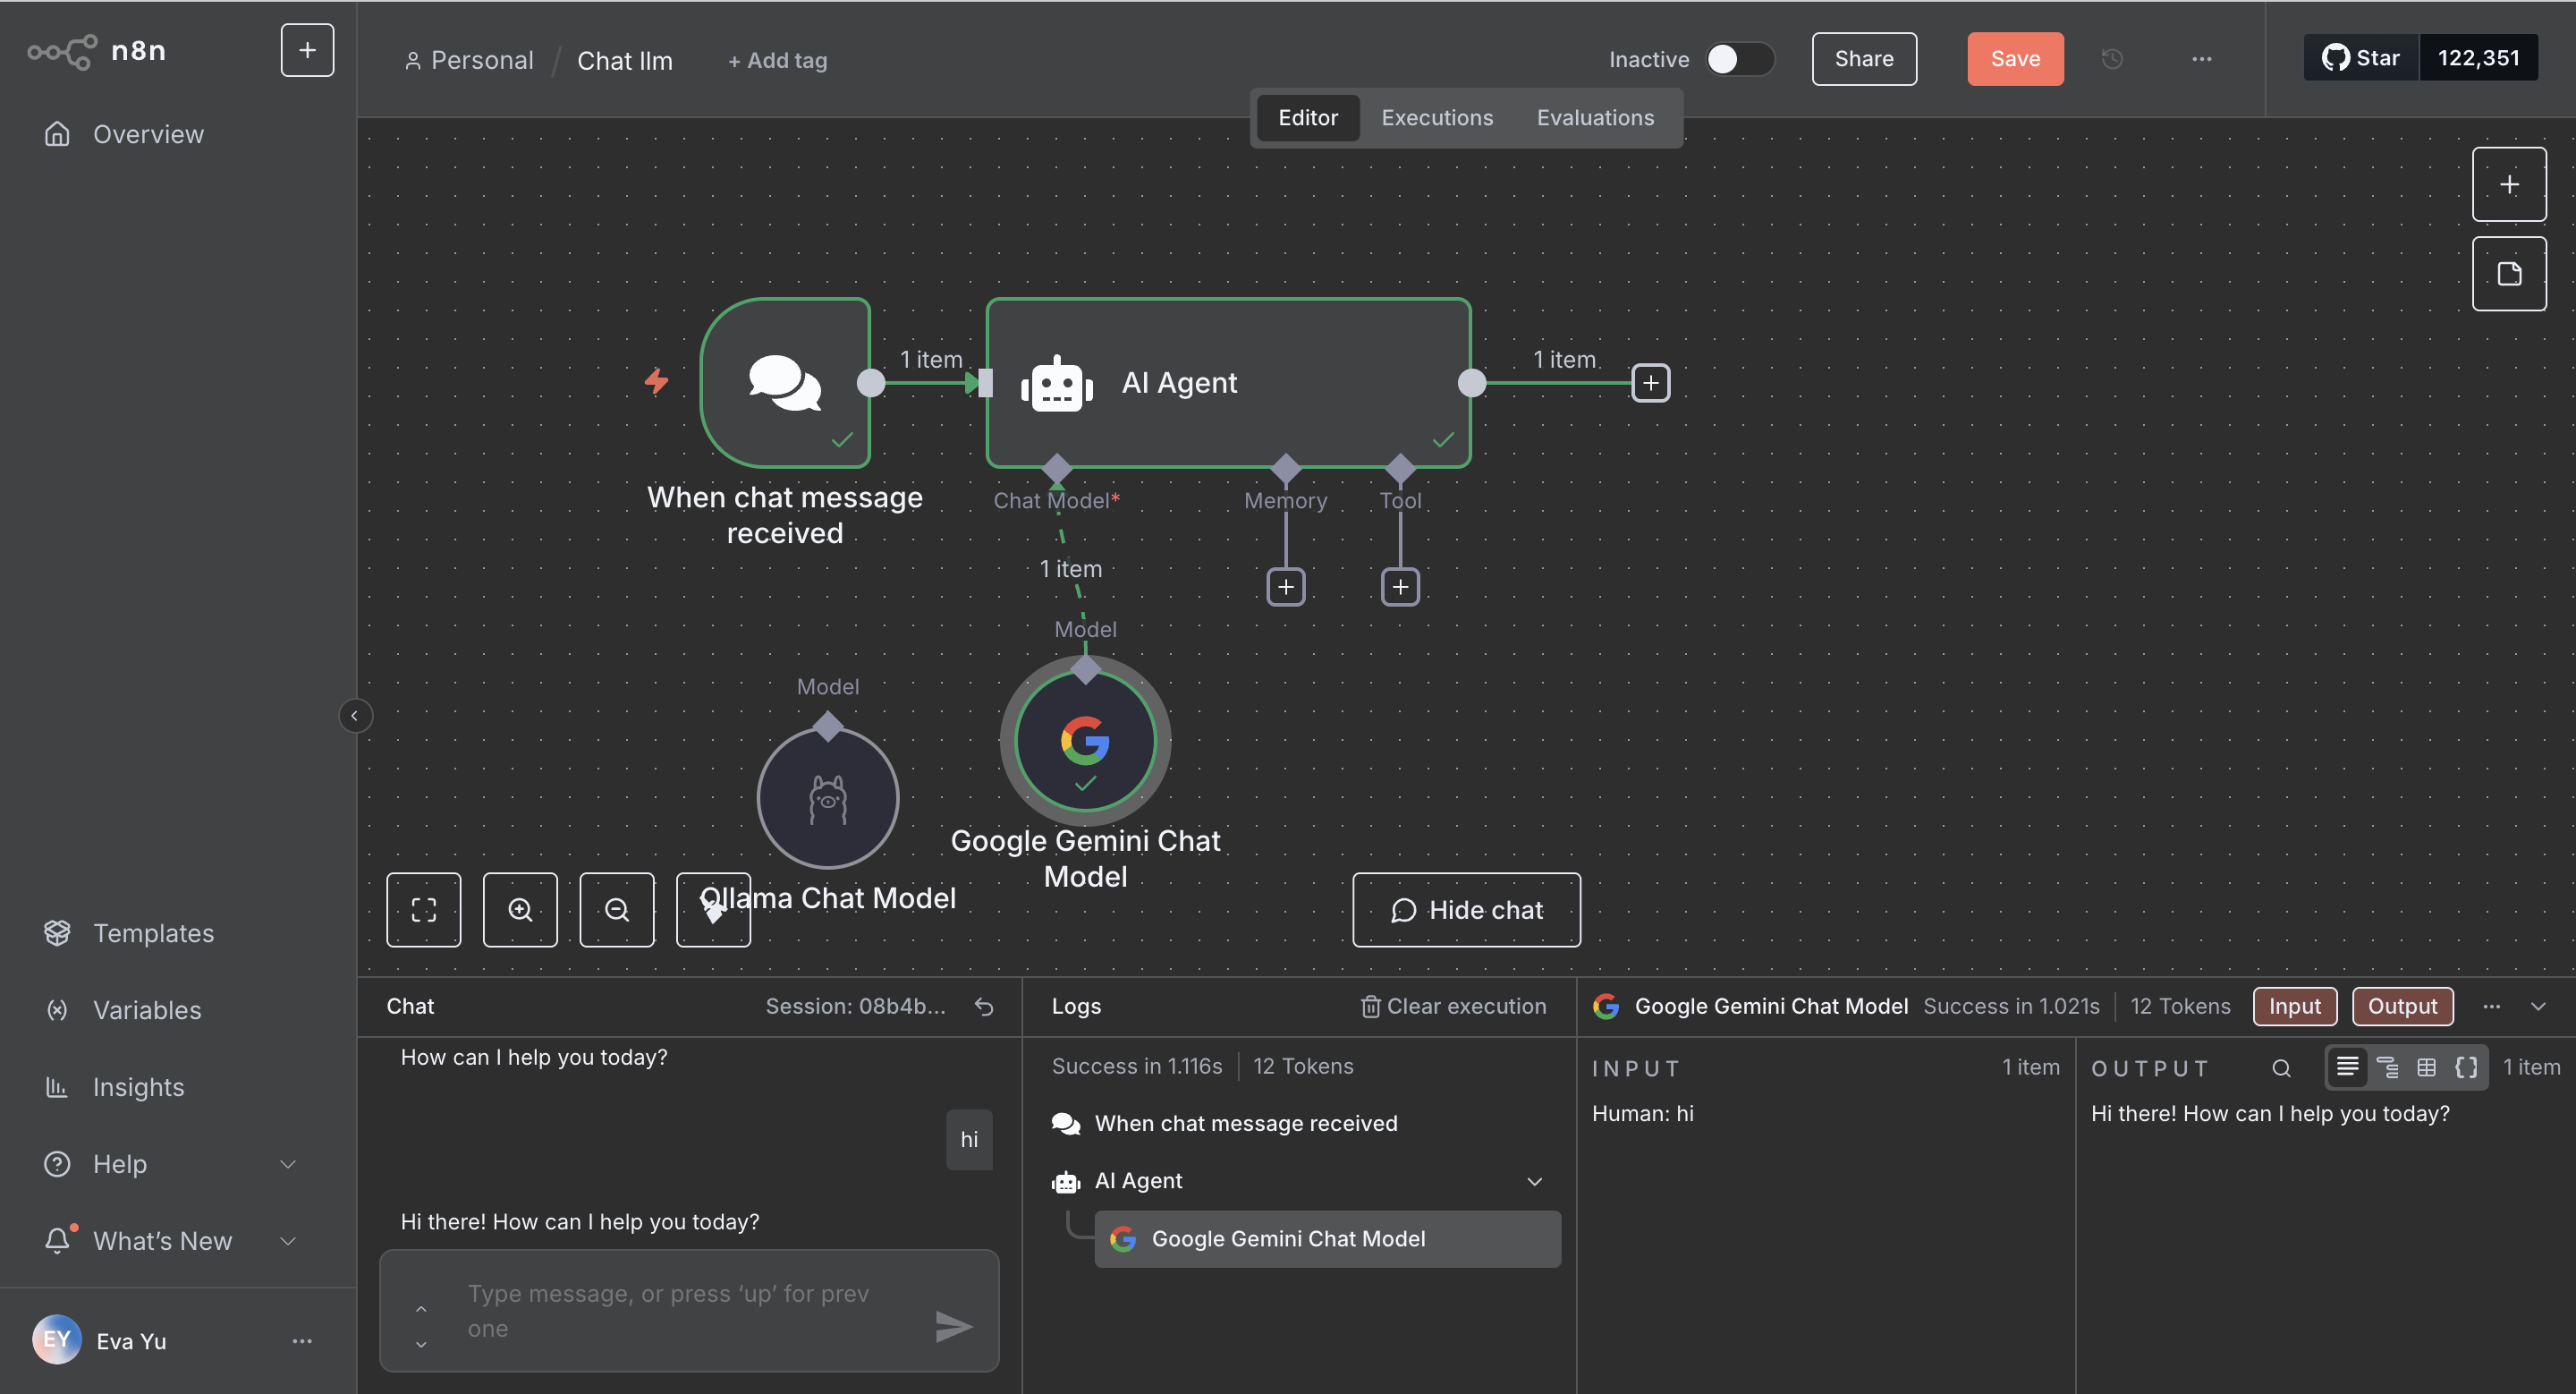 n8n
Overview
Templates
Variables
Insights
Help
What's New
EY
Eva Yu
Personal / Chat llm
+ Add tag
Inactive
Share
Save
Star
122,351
Editor
Executions
Evaluations
1 item
AI Agent
1 item
When chat message
received
Chat Model*
Memory
Tool
1 item
Model
Model
Google Gemini Chat
Model
Ollama Chat Model
Hide chat
Chat
Session: 08b4b...
How can I help you today?
hi
Hi there! How can I help you today?
Type message, or press ‘up’ for prev
one
Logs
Clear execution
Success in 1.116s
12 Tokens
When chat message received
AI Agent
Google Gemini Chat Model
Google Gemini Chat Model
Success in 1.021s
12 Tokens
Input
Output
INPUT
1 item
Human: hi
OUTPUT
1 item
Hi there! How can I help you today?